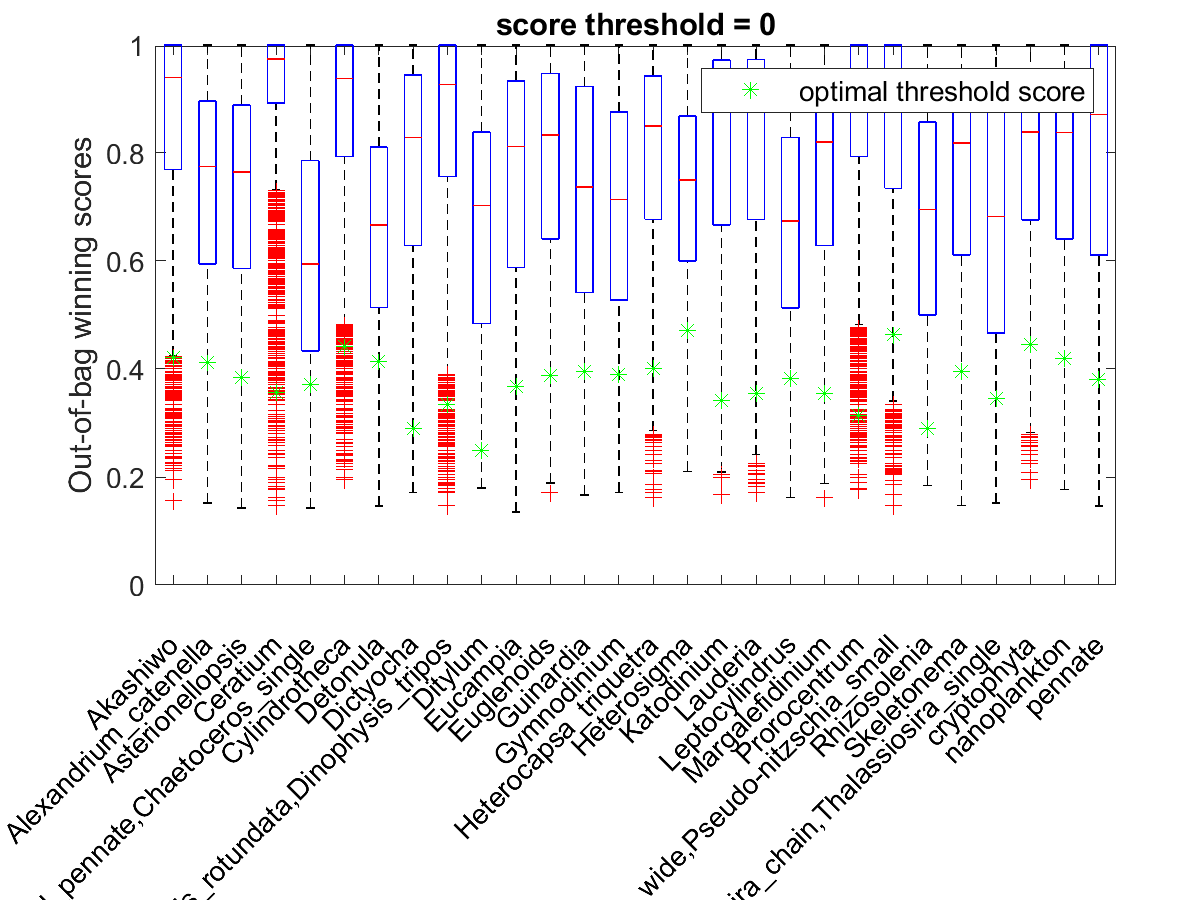 score threshold = 0
optimal threshold score
Out-of-bag winning scores
1
0.8
0.6
0.4
0.2
0
Akashiwo
Alexandrium_catenella
Asterionellopsis
Ceratium
pennate,Chaetoceros_single
Cylindrotheca
Detonula
Dictyocha
rotundata,Dinophysis_tripos
Ditylum
Eucampia
Euglenoids
Guinardia
Gymnodinium
Heterocapsa_triquetra
Heterosigma
Katodinium
Lauderia
Leptocylindrus
Margalefidinium
Prorocentrum
wide,Pseudo-nitzschia_small
Rhizosolenia
Skeletonema
ira_chain,Thalassiosira_single
cryptophyta
nanoplankton
pennate